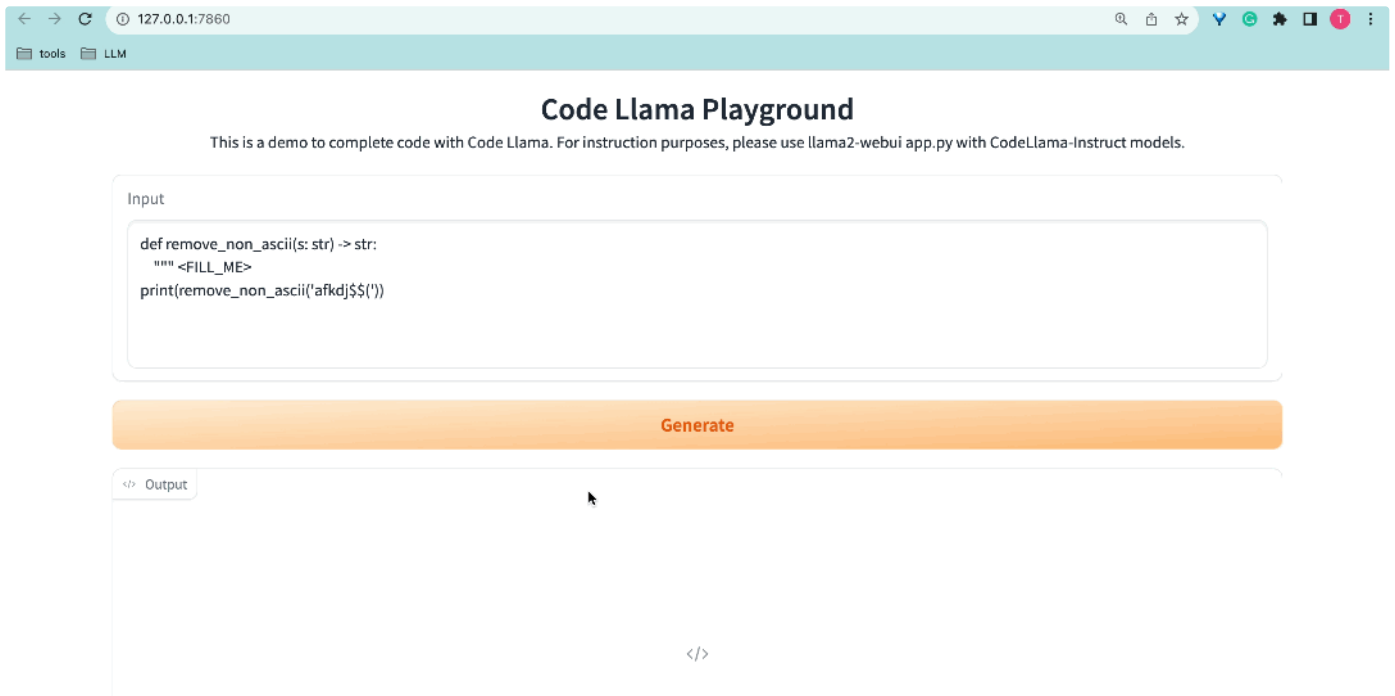 127.0.0.1:7860
T
tools LLM
Code Llama Playground
This is a demo to complete code with Code Llama. For instruction purposes, please use llama2-webui app.py with CodeLlama-Instruct models.
Input
def remove_non_ascii(s: str) -> str:
""" <FILL_ME>
print(remove_non_ascii('afkdj$$('))
Generate
</> Output
</>